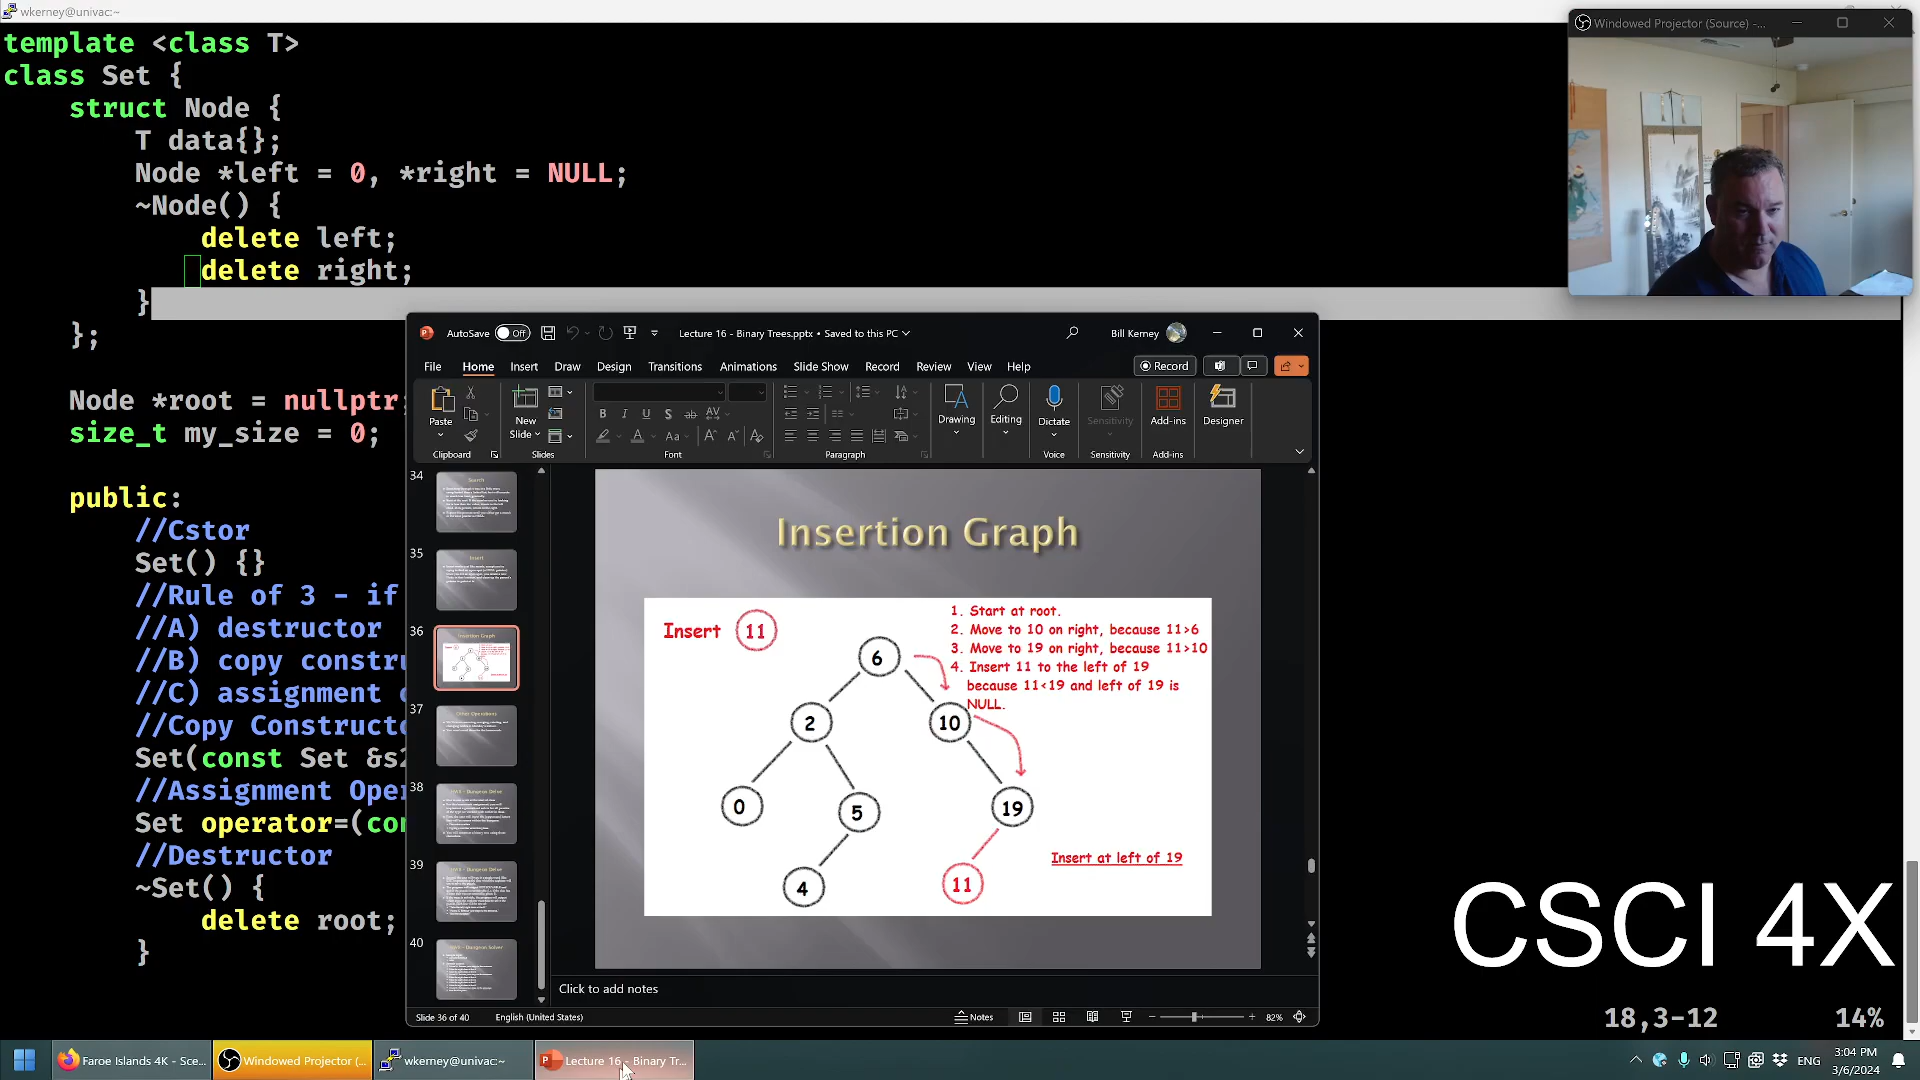 wkerney@univac:~
template <class T>
class Set {
struct Node {
T data{};
Node *left = 0, *right = NULL;
~Node() {
delete left;
delete right;
}
};
Node *root = nullptr;
size_t my_size = 0;
public:
//Cstor
Set() {}
//Rule of 3 - if
//A) destructor
//B) copy constru
//C) assignment
//Copy Constructo
Set(const Set &s2
//Assignment Oper
Set operator=(con
//Destructor
~Set() {
delete root;
}
Windowed Projector (Source) -...
AutoSave Off
Lecture 16 - Binary Trees.pptx • Saved to this PC
Bill Kerney
File Home Insert Draw Design Transitions Animations Slide Show Record Review View Help
Record
Paste
New
Slide
Drawing
Editing
Dictate
Sensitivity
Add-ins
Designer
Clipboard Slides Font Paragraph Voice Sensitivity Add-ins
34
Search
35
Insert
36
Insertion Graph
37
Other Operations
38
39
40
Insertion Graph
Insert 11
1. Start at root.
2. Move to 10 on right, because 11>6
3. Move to 19 on right, because 11>10
4. Insert 11 to the left of 19
because 11<19 and left of 19 is
NULL.
6
2
10
0
5
19
4
11
Insert at left of 19
Click to add notes
Slide 36 of 40
English (United States)
Notes
82%
CSCI 4X
18,3-12 14%
Faroe Islands 4K - Sce...
Windowed Projector (...
wkerney@univac:~
Lecture 16 - Binary Tr...
ENG
3:04 PM
3/6/2024